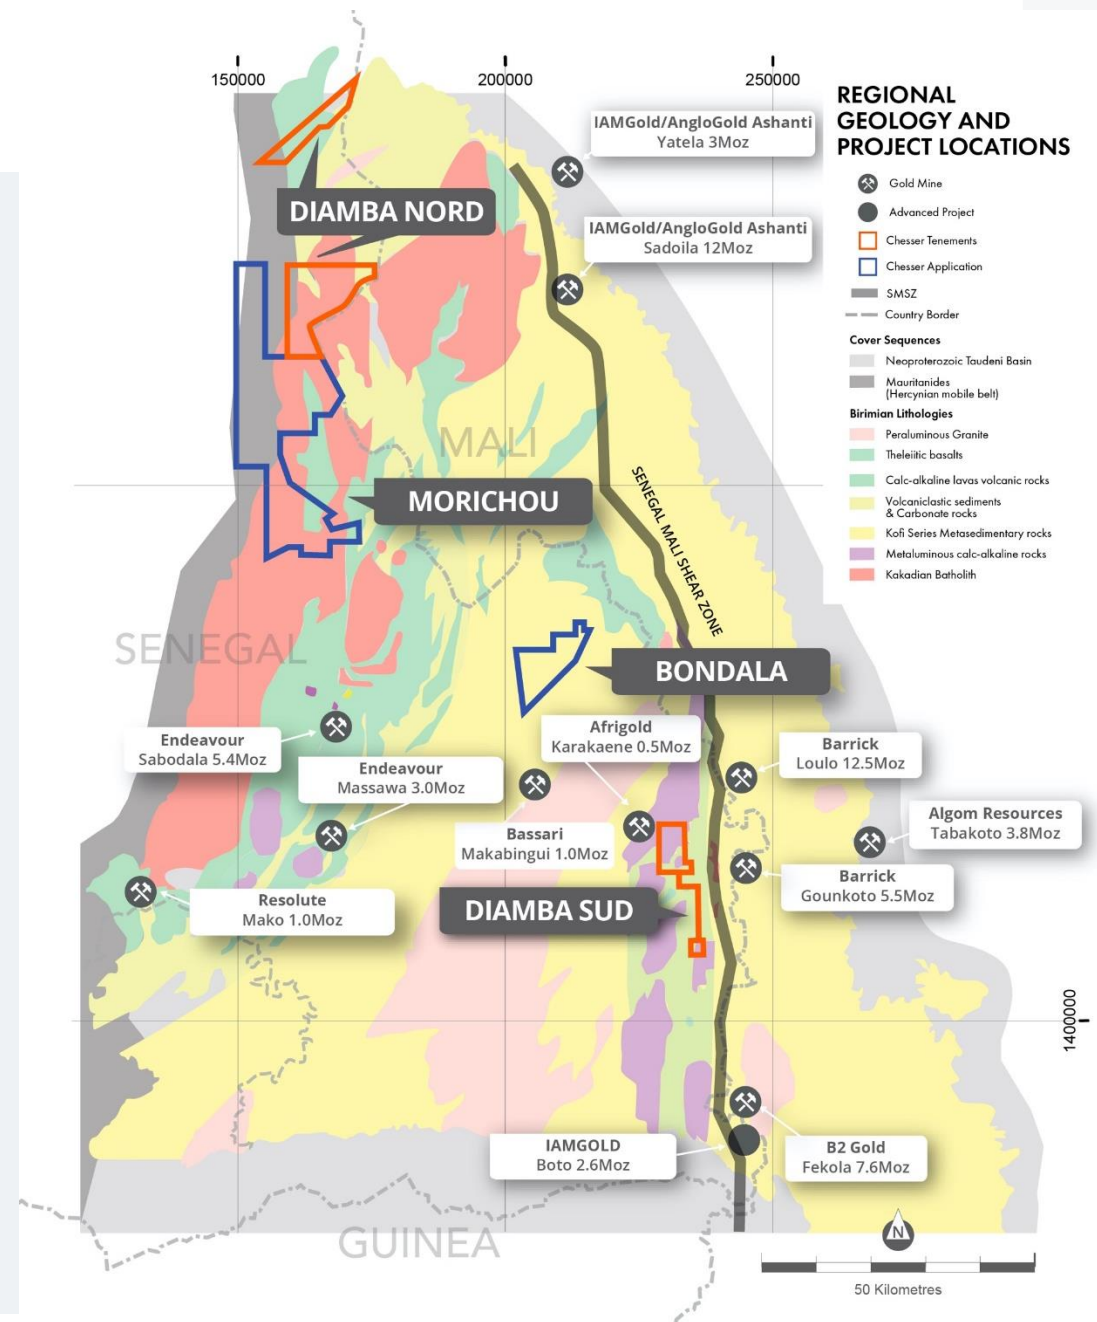 150000
200000
250000
REGIONAL
GEOLOGY AND
PROJECT LOCATIONS
Gold Mine
Advanced Project
Chesser Tenements
Chesser Application
SMSZ
Country Border
Cover Sequences
Neoproterozoic Taudeni Basin
Mauritanides
(Hercynian mobile belt)
Birimian Lithologies
Peraluminous Granite
Theleiitic basalts
Calc-alkaline lavas volcanic rocks
Volcaniclastic sediments
& Carbonate rocks
Kofi Series Metasedimentary rocks
Metaluminous calc-alkaline rocks
Kakadian Batholith
IAMGold/AngloGold Ashanti
Yatela 3Moz
DIAMBA NORD
IAMGold/AngloGold Ashanti
Sadoila 12Moz
MALI
MORICHOU
SENEGAL MALI SHEAR ZONE
SENEGAL
BONDALA
Endeavour
Sabodala 5.4Moz
Afrigold
Karakaene 0.5Moz
Barrick
Loulo 12.5Moz
Endeavour
Massawa 3.0Moz
Bassari
Makabingui 1.0Moz
Algom Resources
Tabakoto 3.8Moz
Barrick
Gounkoto 5.5Moz
Resolute
Mako 1.0Moz
DIAMBA SUD
1400000
IAMGOLD
Boto 2.6Moz
B2 Gold
Fekola 7.6Moz
GUINEA
N
50 Kilometres